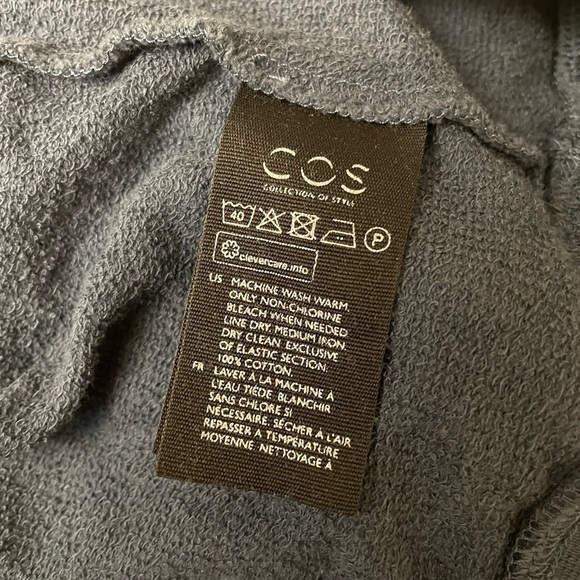 COS
COLLECTION OF STYLE
40 P
clevercare.info
US MACHINE WASH WARM
ONLY NON-CHLORINE
BLEACH WHEN NEEDED
LINE DRY, MEDIUM IRON,
DRY CLEAN. EXCLUSIVE
OF ELASTIC SECTION.
100% COTTON.
FR LAVER À LA MACHINE À
L'EAU TIÈDE, BLANCHIR
SANS CHLORE SI
NÉCESSAIRE, SÉCHER À L'AIR
REPASSER A TEMPÉRATURE
MOYENNE, NETTOYAGE À